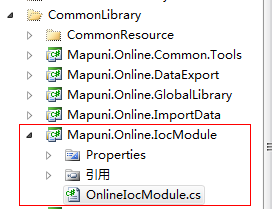 CommonLibrary
CommonResource
Mapuni.Online.Common.Tools
Mapuni.Online.DataExport
Mapuni.Online.GlobalLibrary
Mapuni.Online.ImportData
Mapuni.Online.IocModule
Properties
引用
OnlineIocModule.cs